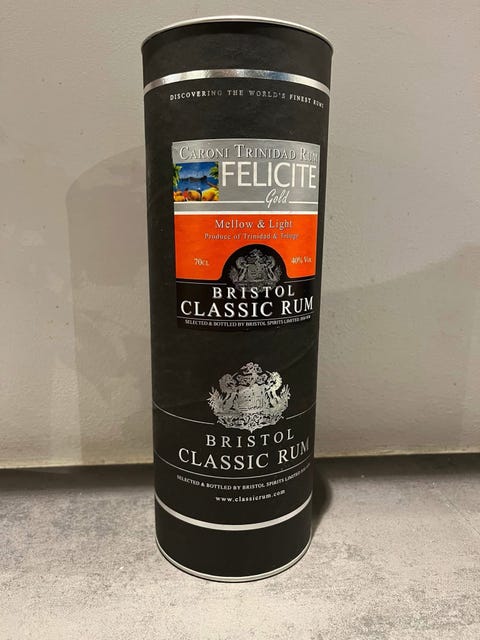 DISCOVERING THE WORLD'S FINEST RUMS
CARONI TRINIDAD RUM
FELICITE
Gold
Mellow & Light
Produce of Trinidad & Tobago
70CL 40% Vol
BRISTOL
CLASSIC RUM
SELECTED & BOTTLED BY BRISTOL SPIRITS LIMITED
BRISTOL
CLASSIC RUM
SELECTED & BOTTLED BY BRISTOL SPIRITS LIMITED
www.classicrum.com